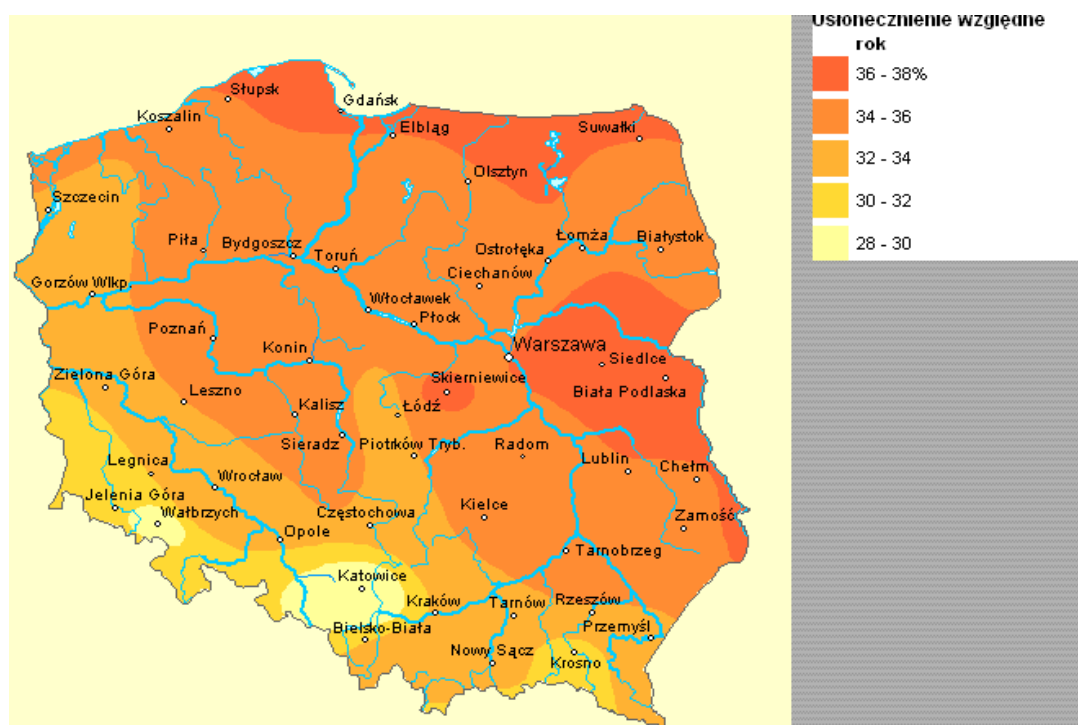 Usłonecznienie względne
rok
36 - 38%
34 - 36
32 - 34
30 - 32
28 - 30
Słupsk
Gdańsk
Koszalin
Elbląg
Suwałki
Olsztyn
Szczecin
Piła
Bydgoszcz
Toruń
Ostrołęka
Łomża
Białystok
Ciechanów
Gorzów Wlkp.
Włocławek
Płock
Poznań
Konin
Warszawa
Siedlce
Zielona Góra
Skierniewice
Biała Podlaska
Leszno
Kalisz
Łódź
Sieradz
Piotrków Tryb.
Radom
Lublin
Chełm
Legnica
Wrocław
Jelenia Góra
Wałbrzych
Częstochowa
Kielce
Zamość
Opole
Tarnobrzeg
Katowice
Kraków
Tarnów
Rzeszów
Bielsko-Biała
Przemyśl
Nowy Sącz
Krosno